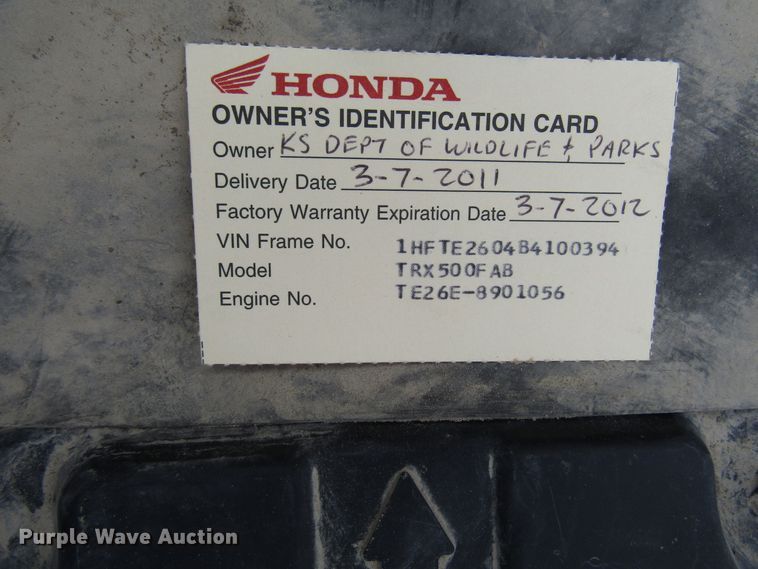 HONDA
OWNER'S IDENTIFICATION CARD
Owner KS DEPT OF WILDLIFE & PARKS
Delivery Date 3-7-2011
Factory Warranty Expiration Date 3-7-2012
VIN Frame No. 1HFTE2604B4100394
Model TRX500FAB
Engine No. TE26E-8901056
Purple Wave Auction®